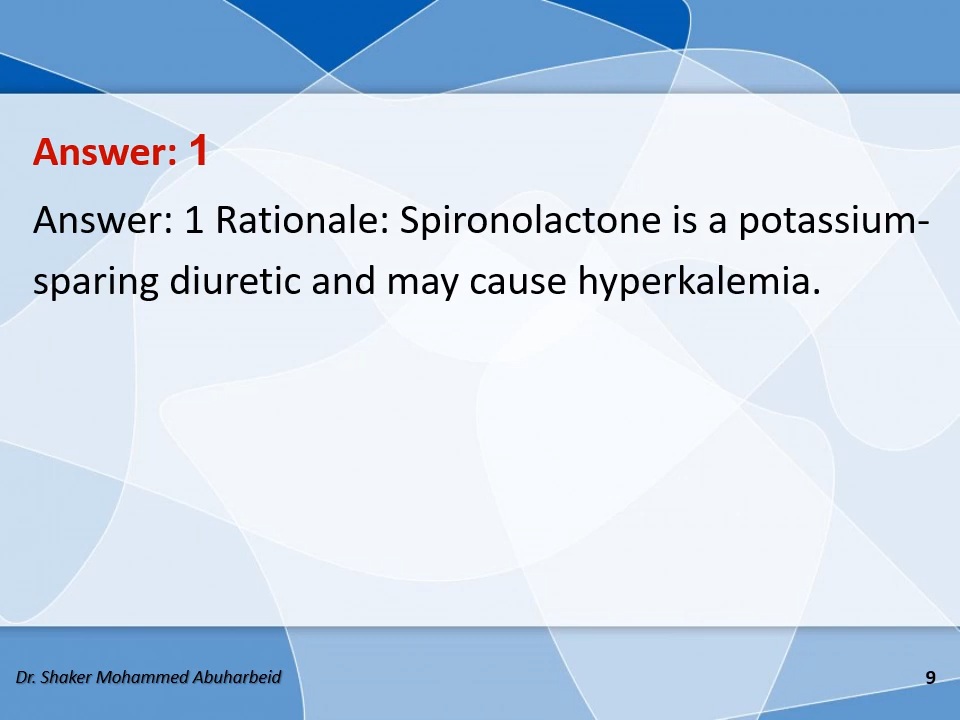 Answer: 1
Answer: 1 Rationale: Spironolactone is a potassium-
sparing diuretic and may cause hyperkalemia.
Dr. Shaker Mohammed Abuharbeid
9